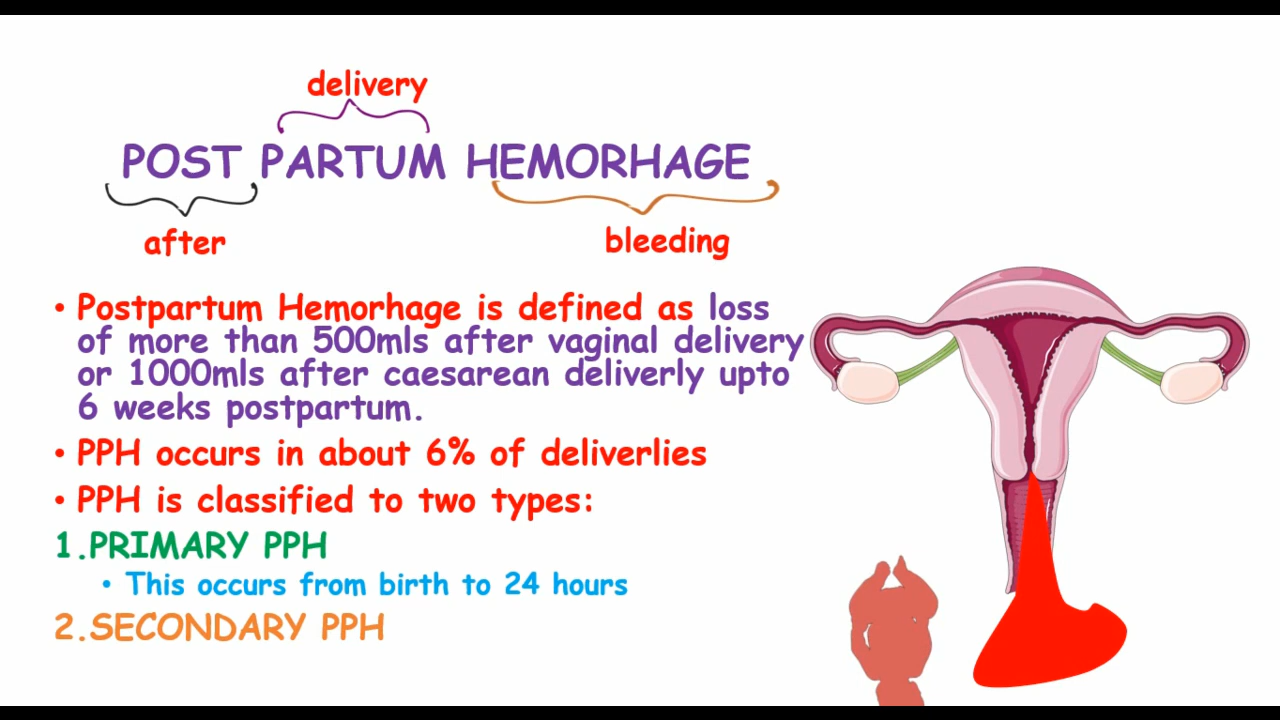 delivery
POST PARTUM HEMORHAGE
after
bleeding
• Postpartum Hemorhage is defined as loss
of more than 500mls after vaginal delivery
or 1000mls after caesarean deliverly upto
6 weeks postpartum.
• PPH occurs in about 6% of deliverlies
• PPH is classified to two types:
1.PRIMARY PPH
• This occurs from birth to 24 hours
2.SECONDARY PPH